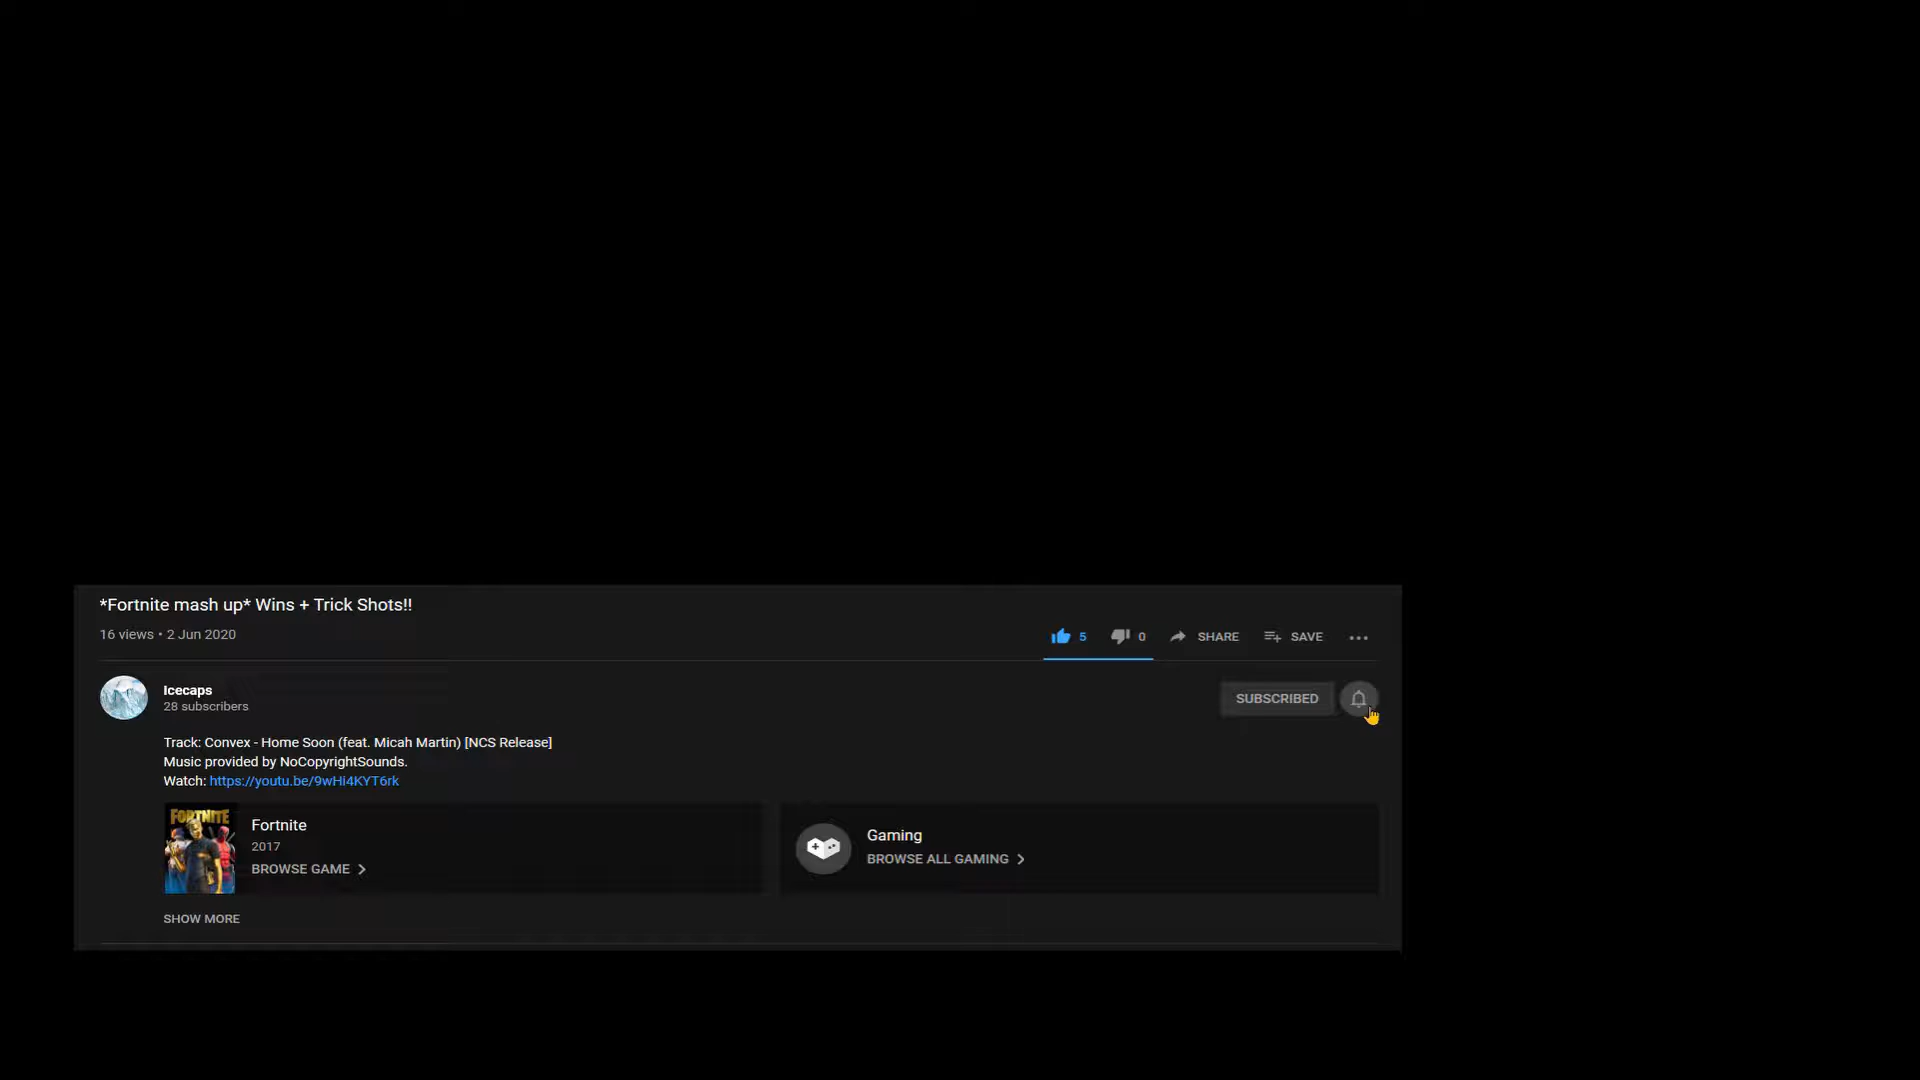 *Fortnite mash up* Wins + Trick Shots!!
16 views • 2 Jun 2020
5 0 SHARE SAVE
Icecaps
28 subscribers
SUBSCRIBED
Track: Convex - Home Soon (feat. Micah Martin) [NCS Release]
Music provided by NoCopyrightSounds.
Watch: https://youtu.be/9wHi4KYT6rk
FORTNITE
Fortnite
2017
BROWSE GAME
Gaming
BROWSE ALL GAMING
SHOW MORE